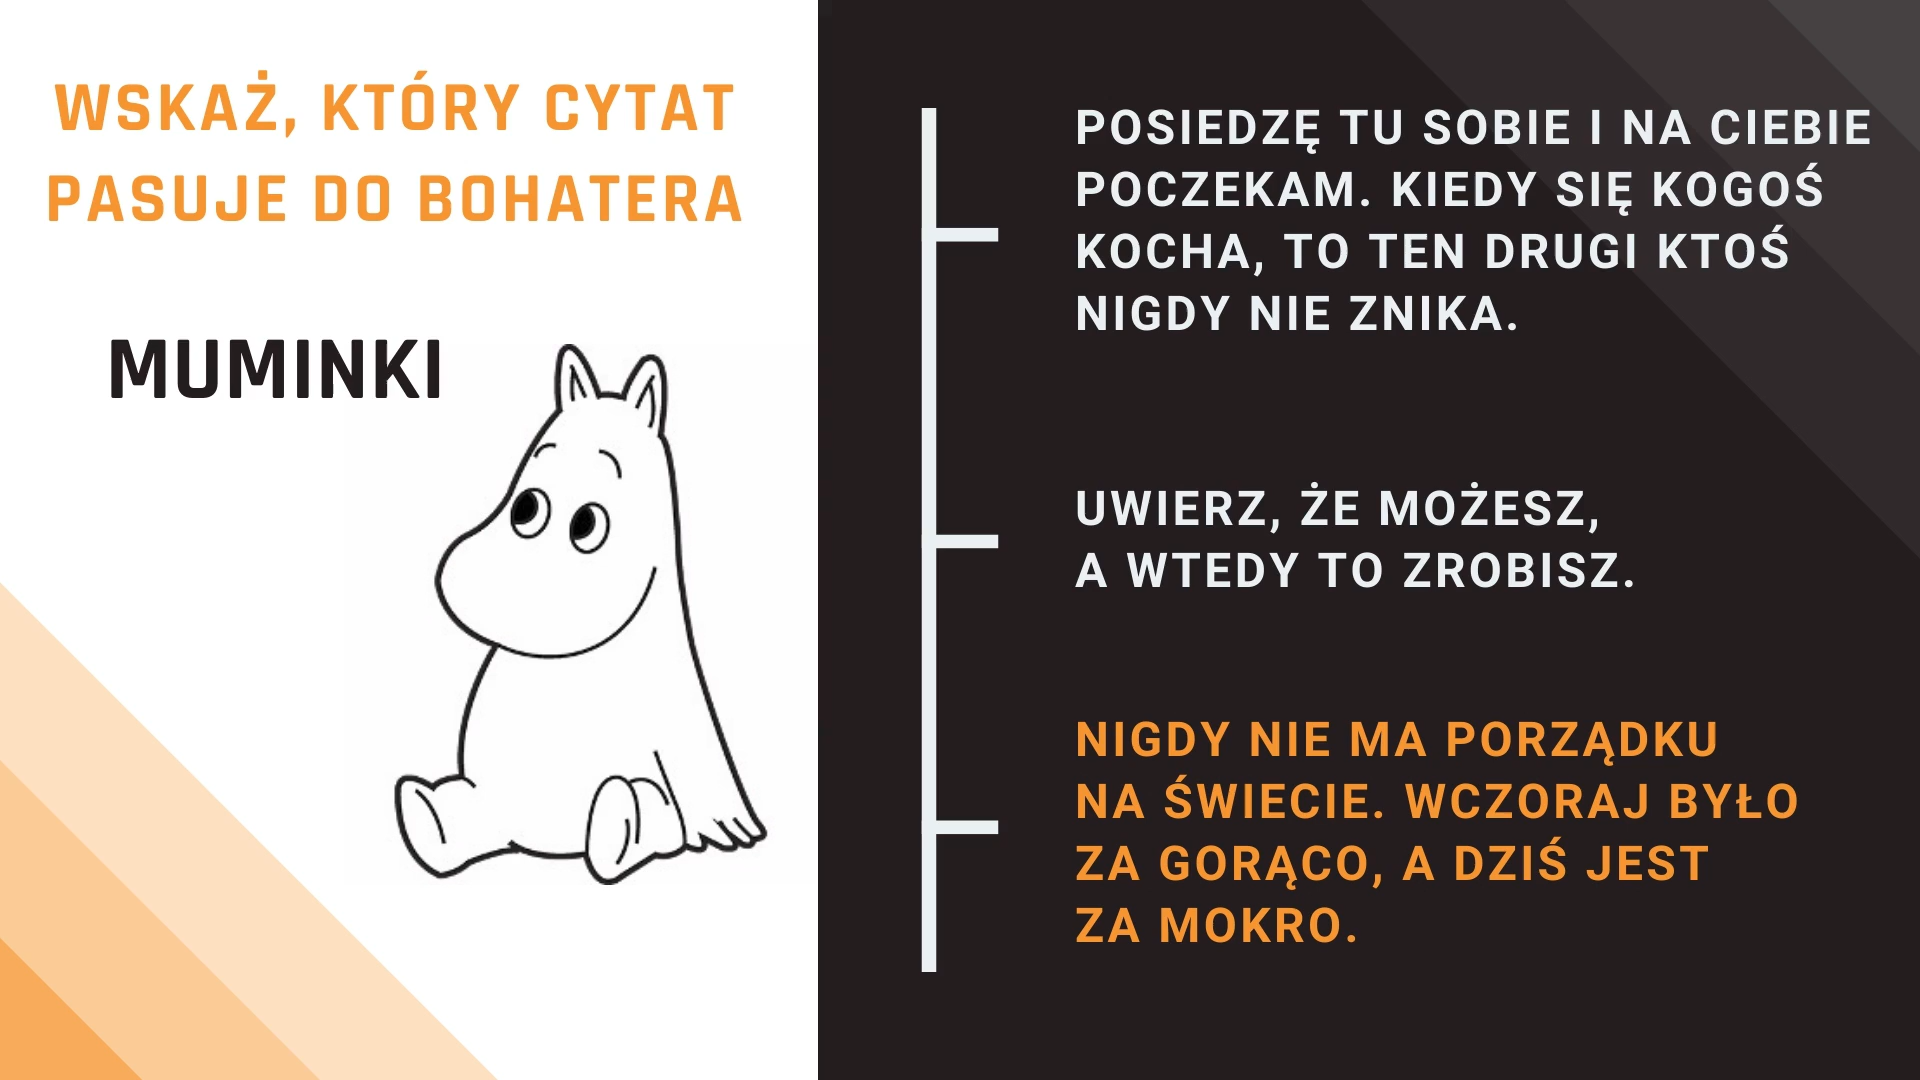 WSKAŻ, KTÓRY CYTAT
PASUJE DO BOHATERA
MUMINKI
POSIEDZĘ TU SOBIE I NA CIEBIE
POCZEKAM. KIEDY SIĘ KOGOŚ
KOCHA, TO TEN DRUGI KTOŚ
NIGDY NIE ZNIKA.
UWIERZ, ŻE MOŻESZ,
A WTEDY TO ZROBISZ.
NIGDY NIE MA PORZĄDKU
NA ŚWIECIE. WCZORAJ BYŁO
ZA GORĄCO, A DZIŚ JEST
ZA MOKRO.